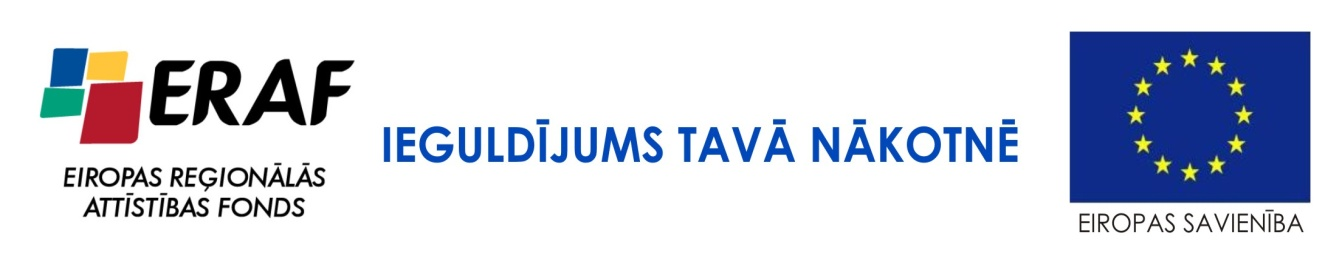 ERAF
EIROPAS REĢIONĀLĀS
ATTĪSTĪBAS FONDS
IEGULDĪJUMS TAVĀ NĀKOTNĒ
EIROPAS SAVIENĪBA